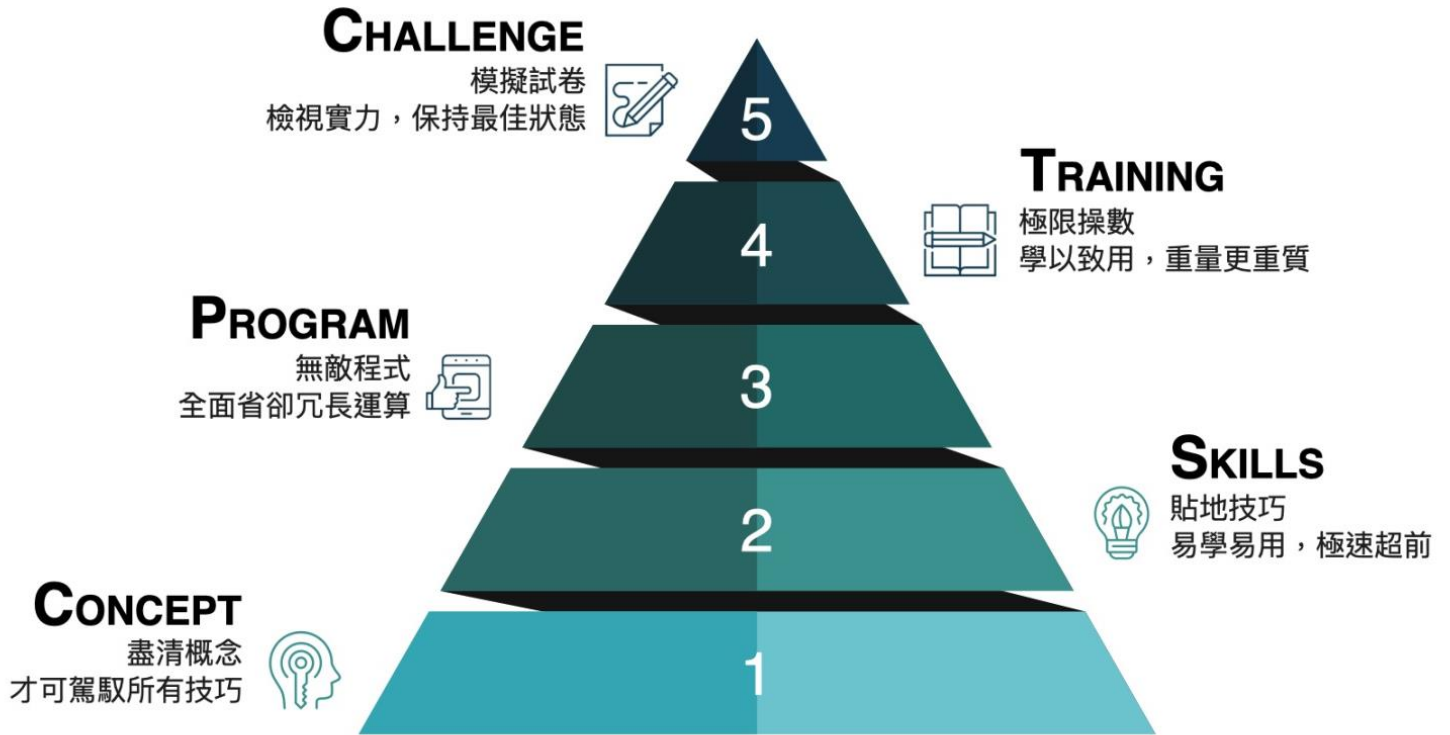 CHALLENGE
模擬試卷
檢視實力，保持最佳狀態
5
TRAINING
極限操數
學以致用，重量更重質
4
PROGRAM
無敵程式
全面省卻冗長運算
3
SKILLS
貼地技巧
易學易用，極速超前
2
CONCEPT
盡清概念
才可駕馭所有技巧
1